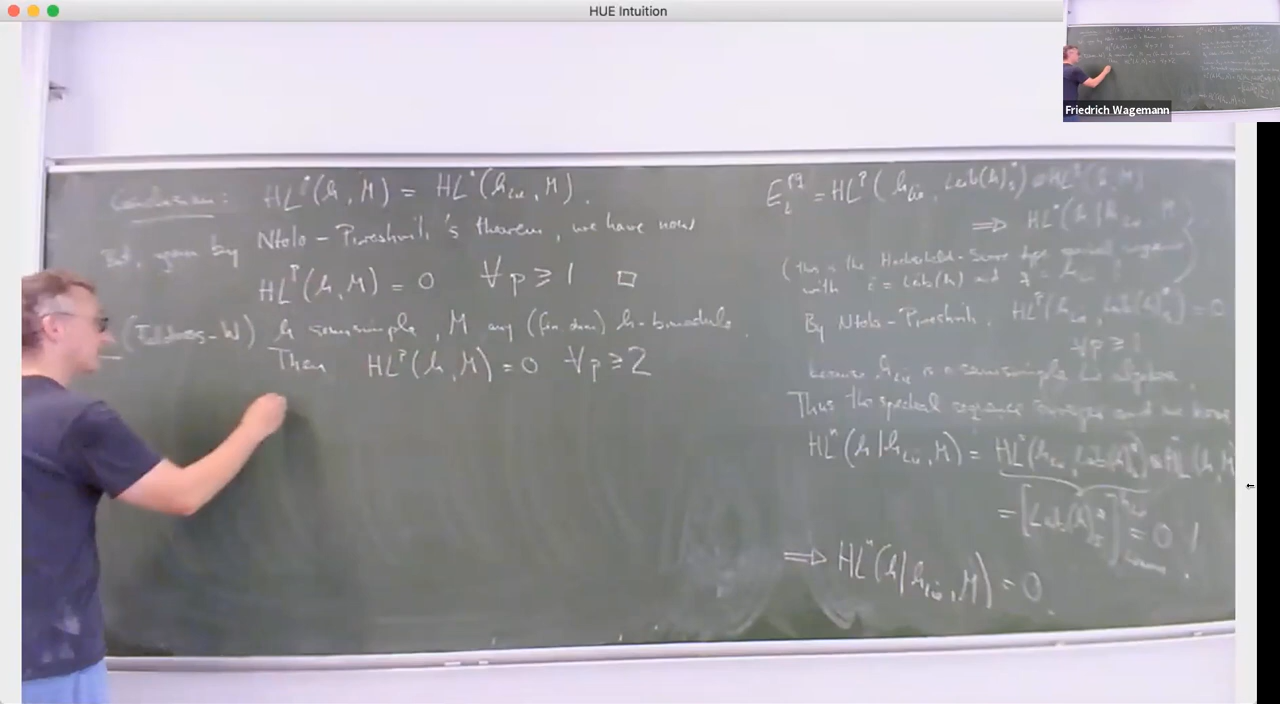 HUE Intuition
Friedrich Wagemann
Conclusion: HL^•(h, M) = HL^•(h_Lie, M).
But, again by Ntolo-Pirashvili's theorem, we have now
HL^p(h, M) = 0 ∀p ≥ 1 □
(Feldvoss-W) h semisimple, M any (fin. dim) h-bimodule.
Then HL^p(h, M) = 0 ∀p ≥ 2
E_2^{pq} = HL^p(h_Lie, Leib(h)_s^*) ⊗ HL^q(h, M)
⟹ HL^•(h | h_Lie, M)
(this is the Hochschild-Serre type spectral sequence
with i = Leib(h) and
By Ntolo-Pirashvili, HL^p(h_Lie, Leib(h)_s^*) = 0
∀p ≥ 1
because h_Lie is a semisimple Lie algebra.
Thus the spectral sequence collapses and we have
HL^n(h | h_Lie, M) = HL^0(h_Lie, Leib(h)_s^*) ⊗ HL^n(h, M)
= [Leib(h)_s^*]^{h_Lie} = 0 !
⟹ HL^n(h | h_Lie, M) = 0.